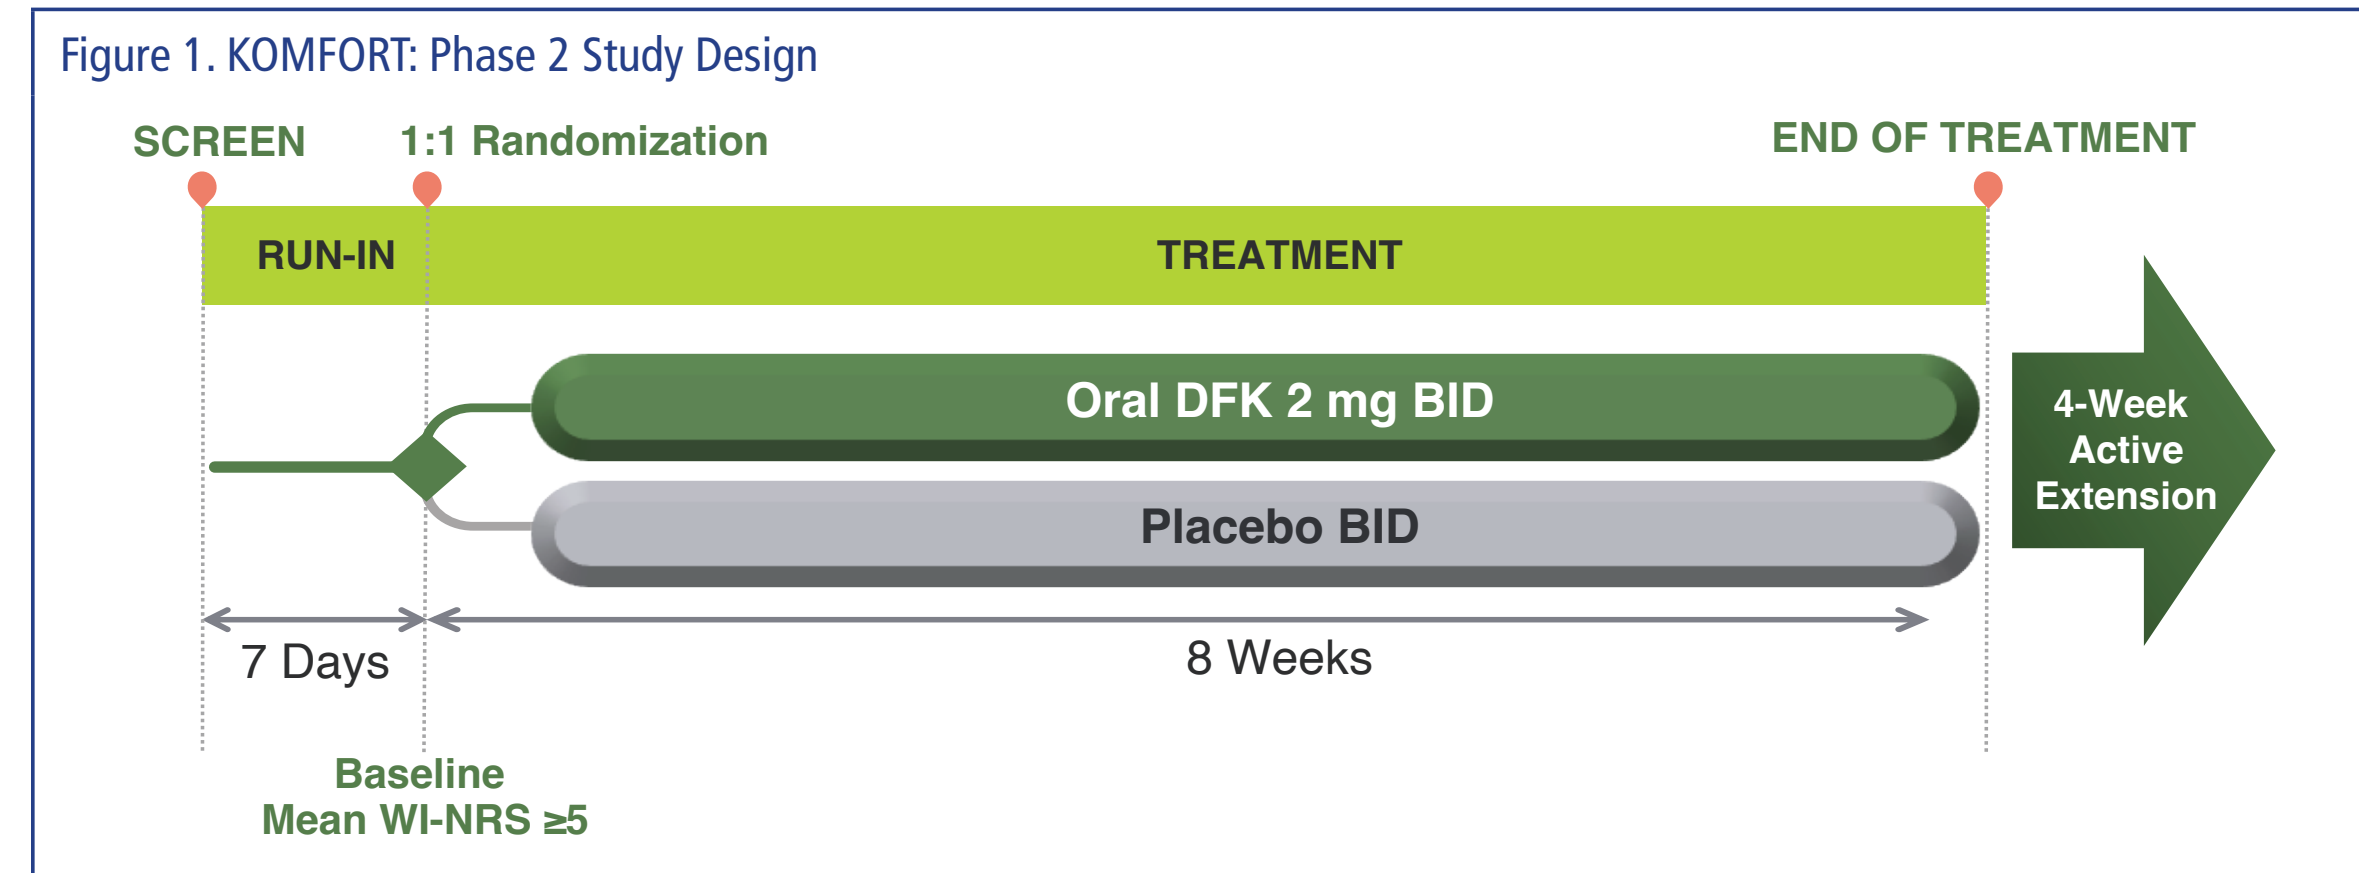 Figure 1. KOMFORT: Phase 2 Study Design
SCREEN
1:1 Randomization
END OF TREATMENT
RUN-IN
TREATMENT
Oral DFK 2 mg BID
Placebo BID
4-Week
Active
Extension
7 Days
8 Weeks
Baseline
Mean WI-NRS ≥5